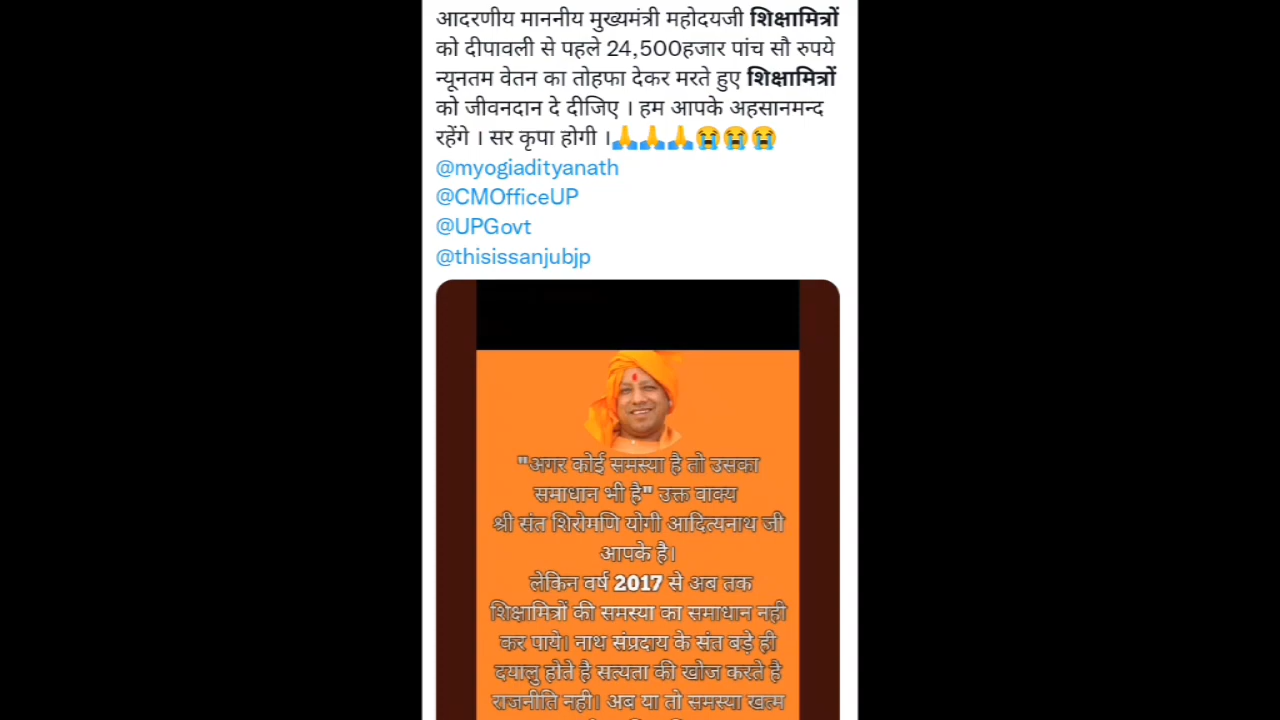 आदरणीय माननीय मुख्यमंत्री महोदयजी शिक्षामित्रों
को दीपावली से पहले 24,500हजार पांच सौ रुपये
न्यूनतम वेतन का तोहफा देकर मरते हुए शिक्षामित्रों
को जीवनदान दे दीजिए । हम आपके अहसानमन्द
रहेंगे । सर कृपा होगी ।🙏🙏🙏😭😭😭
@myogiadityanath
@CMOfficeUP
@UPGovt
@thisissanjubjp
"अगर कोई समस्या है तो उसका
समाधान भी है" उक्त वाक्य
श्री संत शिरोमणि योगी आदित्यनाथ जी
आपके है।
लेकिन वर्ष 2017 से अब तक
शिक्षामित्रों की समस्या का समाधान नही
कर पाये। नाथ संप्रदाय के संत बड़े ही
दयालु होते है सत्यता की खोज करते है
राजनीति नही। अब या तो समस्या खत्म